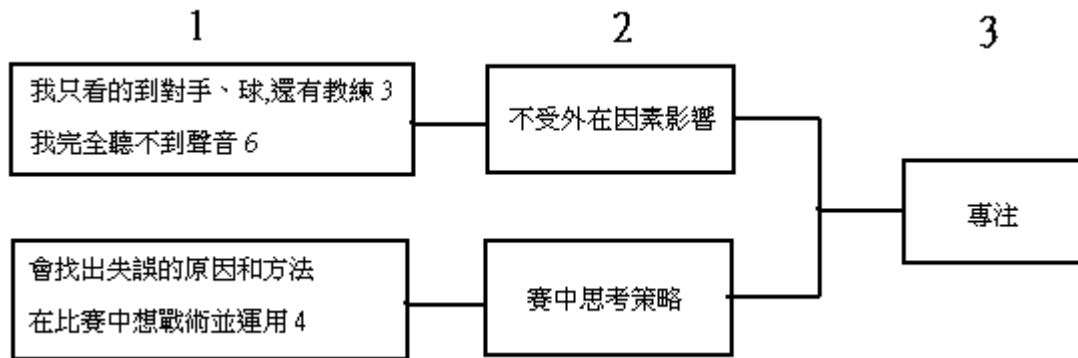 1
2
3
我只看的到對手、球,還有教練 3
我完全聽不到聲音 6
不受外在因素影響
專注
會找出失誤的原因和方法
在比賽中想戰術並運用 4
賽中思考策略